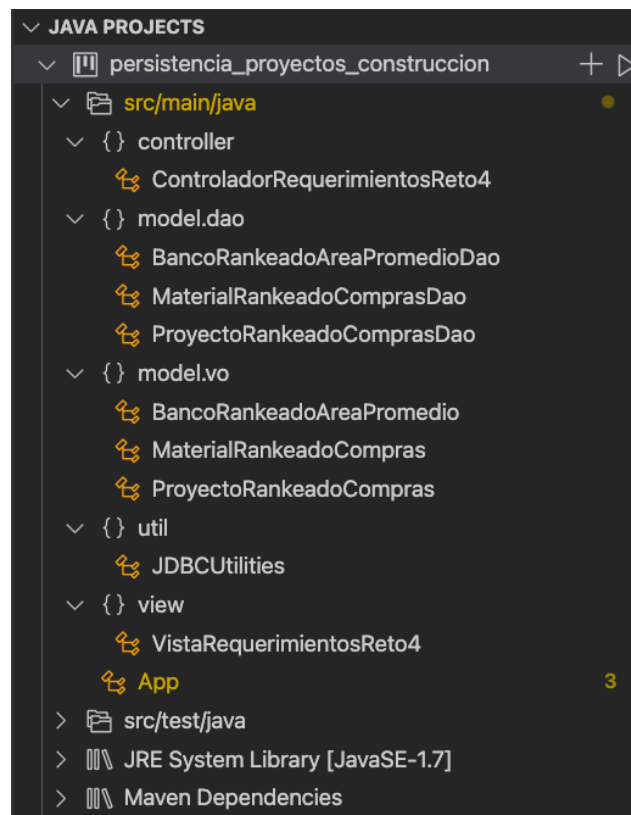 JAVA PROJECTS
persistencia_proyectos_construccion
src/main/java
{} controller
ControladorRequerimientosReto4
{} model.dao
BancoRankeadoAreaPromedioDao
MaterialRankeadoComprasDao
ProyectoRankeadoComprasDao
{} model.vo
BancoRankeadoAreaPromedio
MaterialRankeadoCompras
ProyectoRankeadoCompras
{} util
JDBCUtilities
{} view
VistaRequerimientosReto4
App 3
src/test/java
JRE System Library [JavaSE-1.7]
Maven Dependencies